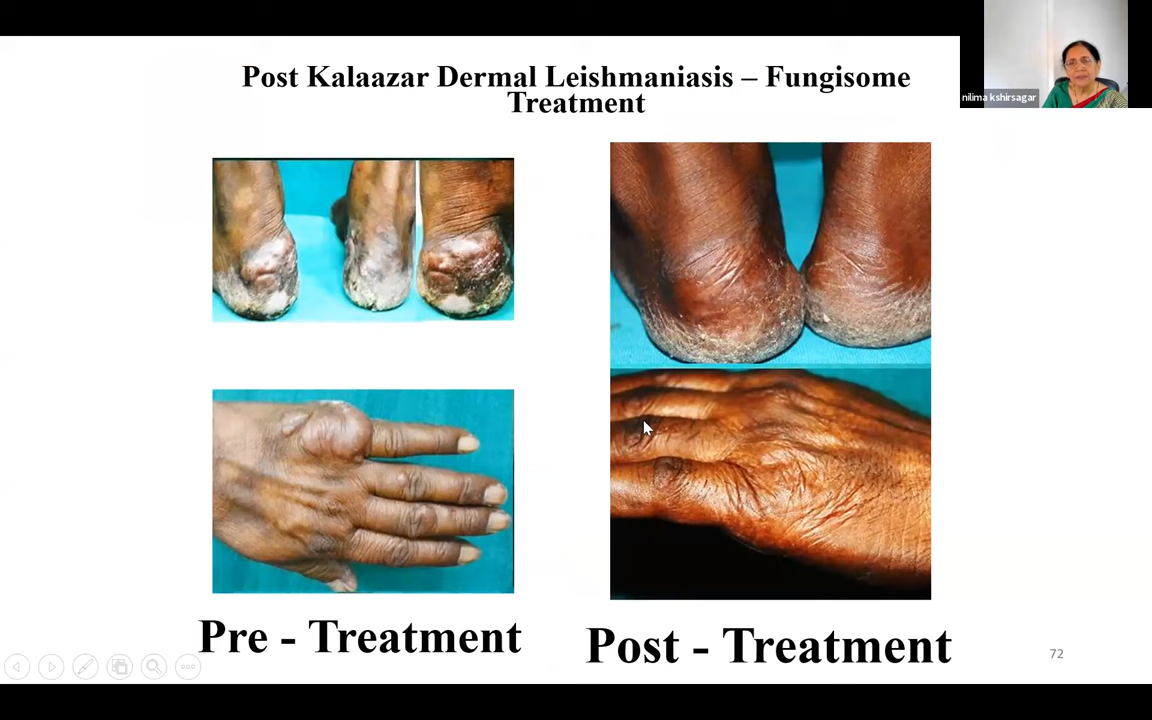 Post Kalaazar Dermal Leishmaniasis – Fungisome
Treatment
nilima kshirsagar
Pre - Treatment
Post - Treatment
72